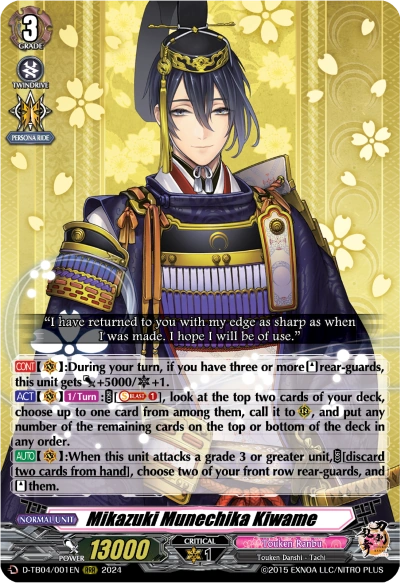 3
GRADE
TWINDRIVE
PERSONA RIDE
“I have returned to you with my edge as sharp as when
I was made. I hope I will be of use.”
CONT【 】:During your turn, if you have three or more rear-guards,
this unit gets +5000/ +1.
ACT【 】1/Turn:[S-BLAST 1], look at the top two cards of your deck,
choose up to one card from among them, call it to , and put any
number of the remaining cards on the top or bottom of the deck in
any order.
AUTO【 】:When this unit attacks a grade 3 or greater unit,[discard
two cards from hand], choose two of your front row rear-guards, and
them.
NORMAL UNIT
Mikazuki Munechika Kiwame
Touken Ranbu
POWER 13000
CRITICAL
1
Touken Danshi - Tachi
D-TB04/001EN RRR 2024
©2015 EXNOA LLC/NITRO PLUS